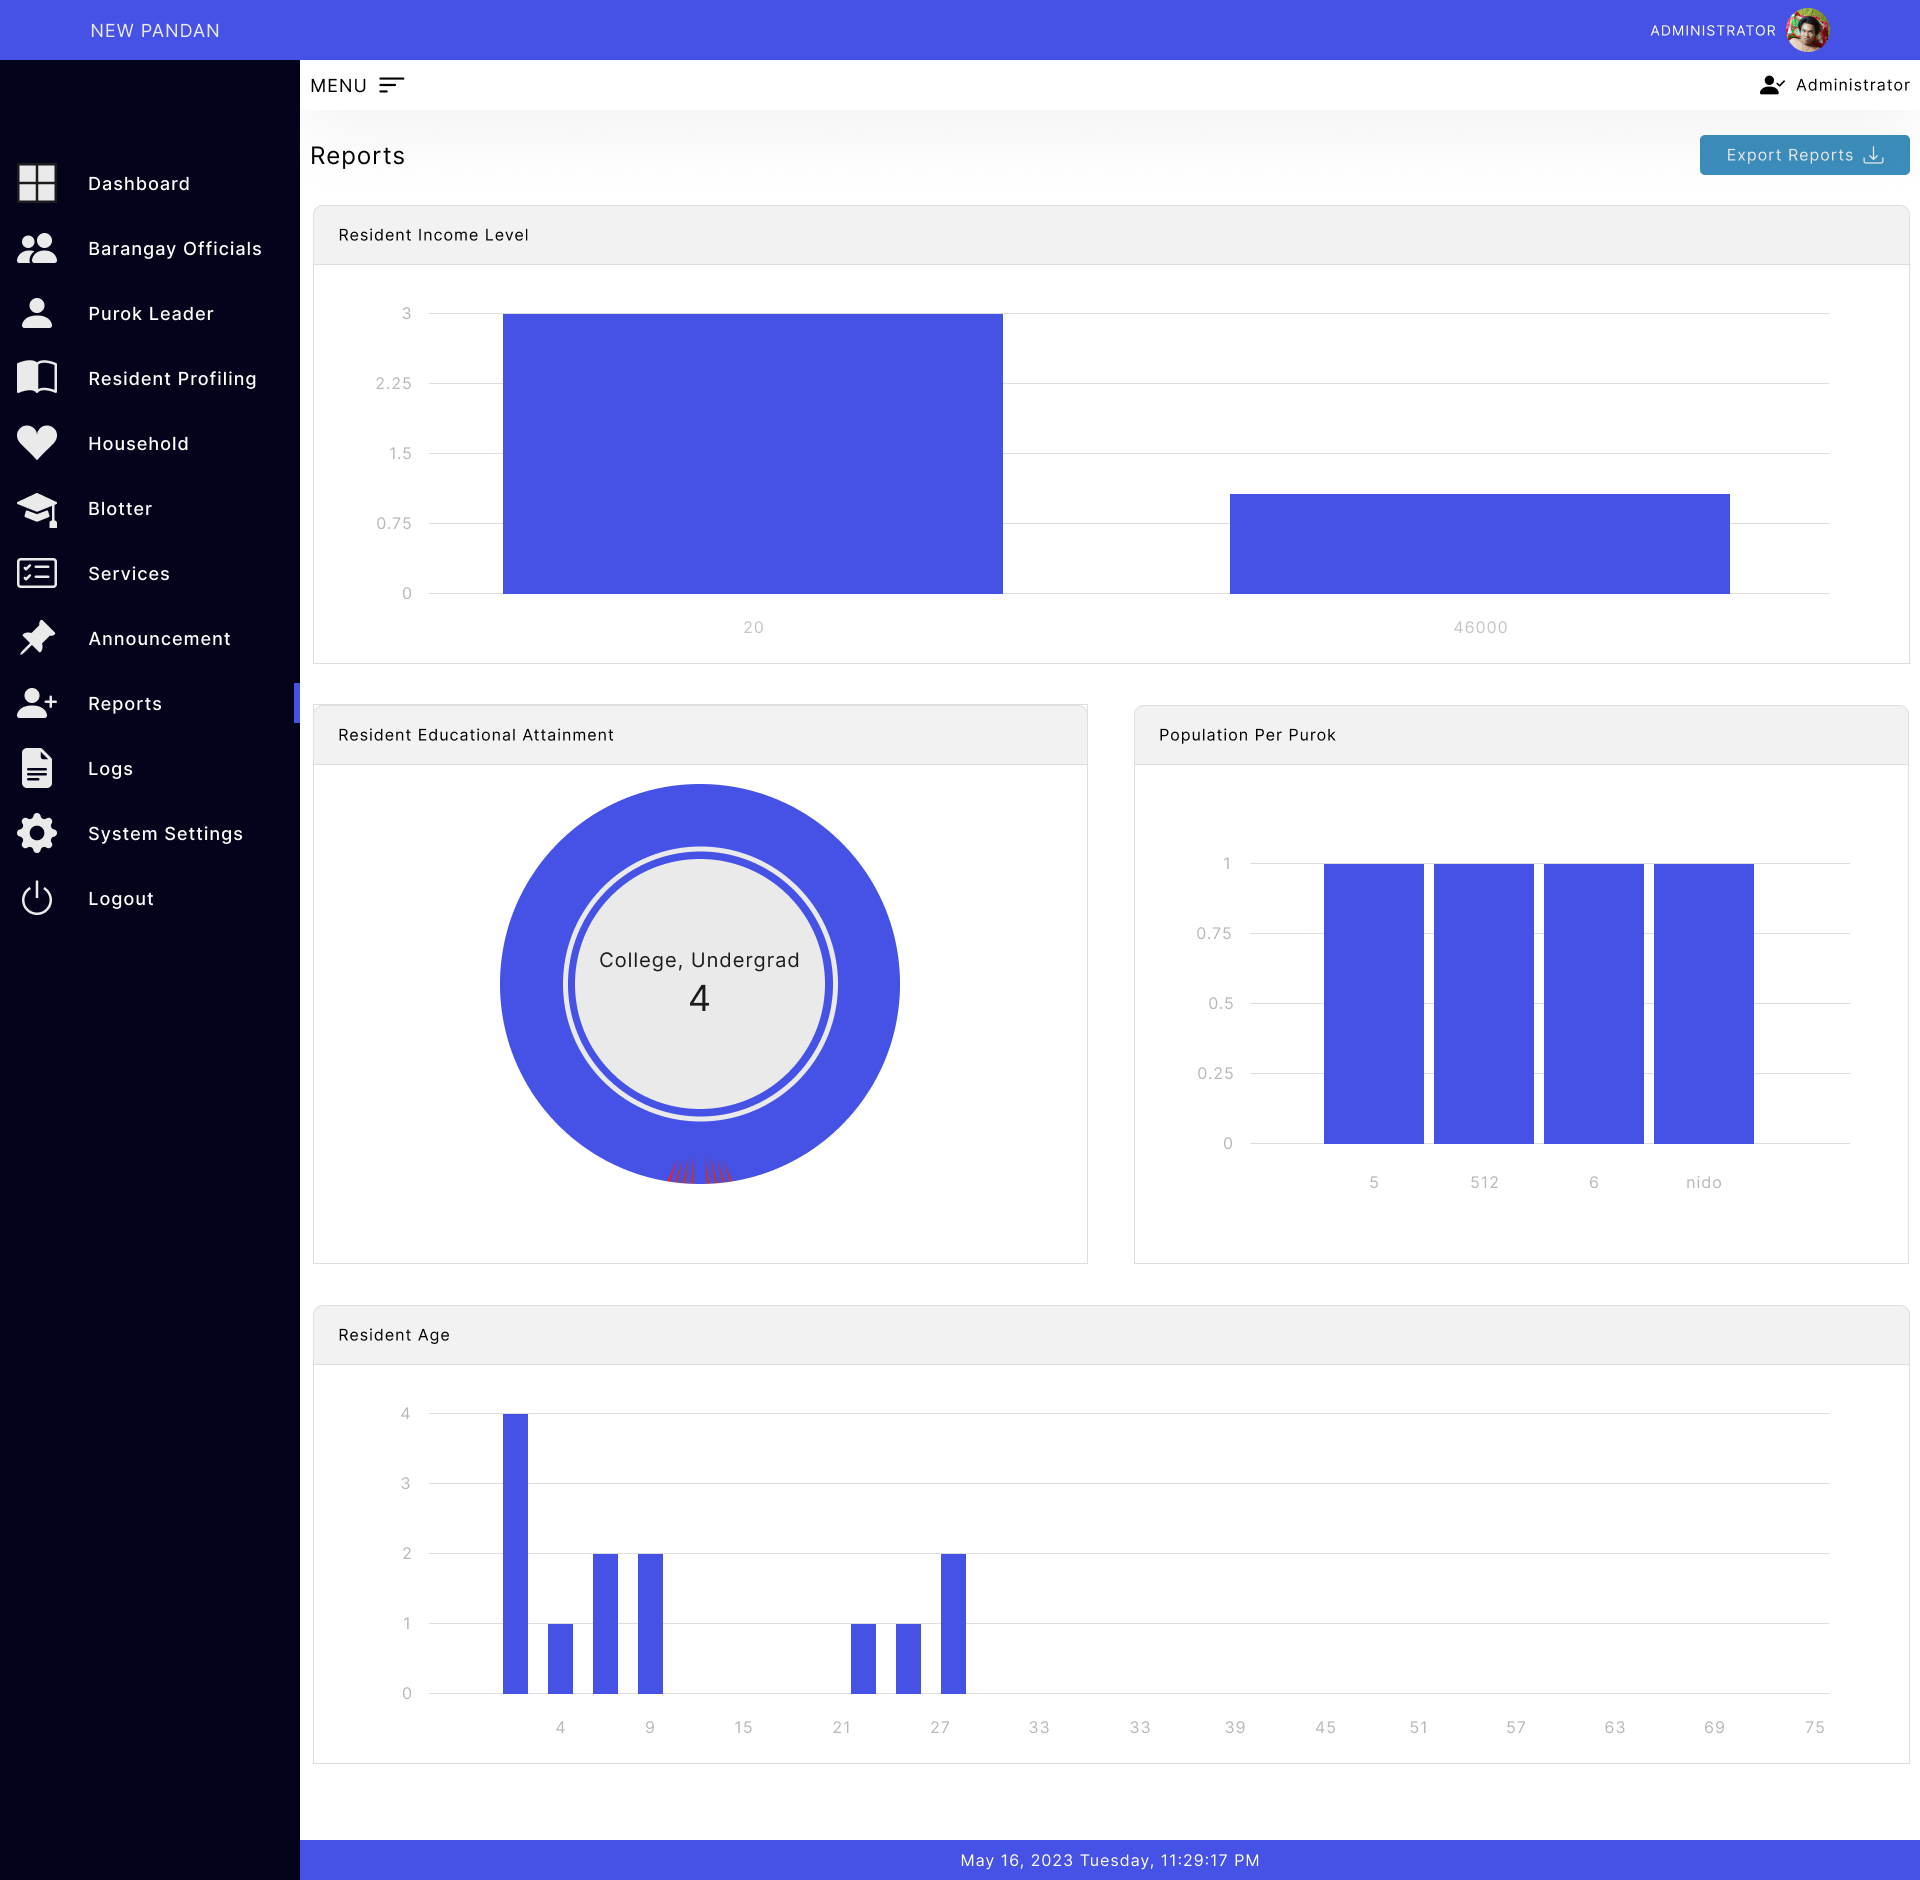 NEW PANDAN
ADMINISTRATOR
MENU
Administrator
Dashboard
Barangay Officials
Purok Leader
Resident Profiling
Household
Blotter
Services
Announcement
Reports
Logs
System Settings
Logout
Reports
Export Reports
Resident Income Level
3
2.25
1.5
0.75
0
20 46000
Resident Educational Attainment
College, Undergrad
4
Population Per Purok
1
0.75
0.5
0.25
0
5 512 6 nido
Resident Age
4
3
2
1
0
4 9 15 21 27 33 33 39 45 51 57 63 69 75
May 16, 2023 Tuesday, 11:29:17 PM